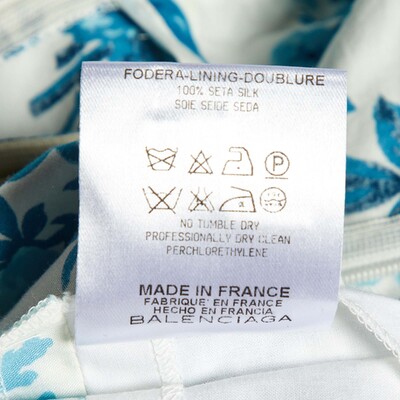 FODERA-LINING-DOUBLURE
100% SETA SILK
SOIE SEIDE SEDA
P
NO TUMBLE DRY
PROFESSIONALLY DRY CLEAN
PERCHLORETHYLENE
MADE IN FRANCE
FABRIQUE' EN FRANCE
HECHO EN FRANCIA
BALENCIAGA